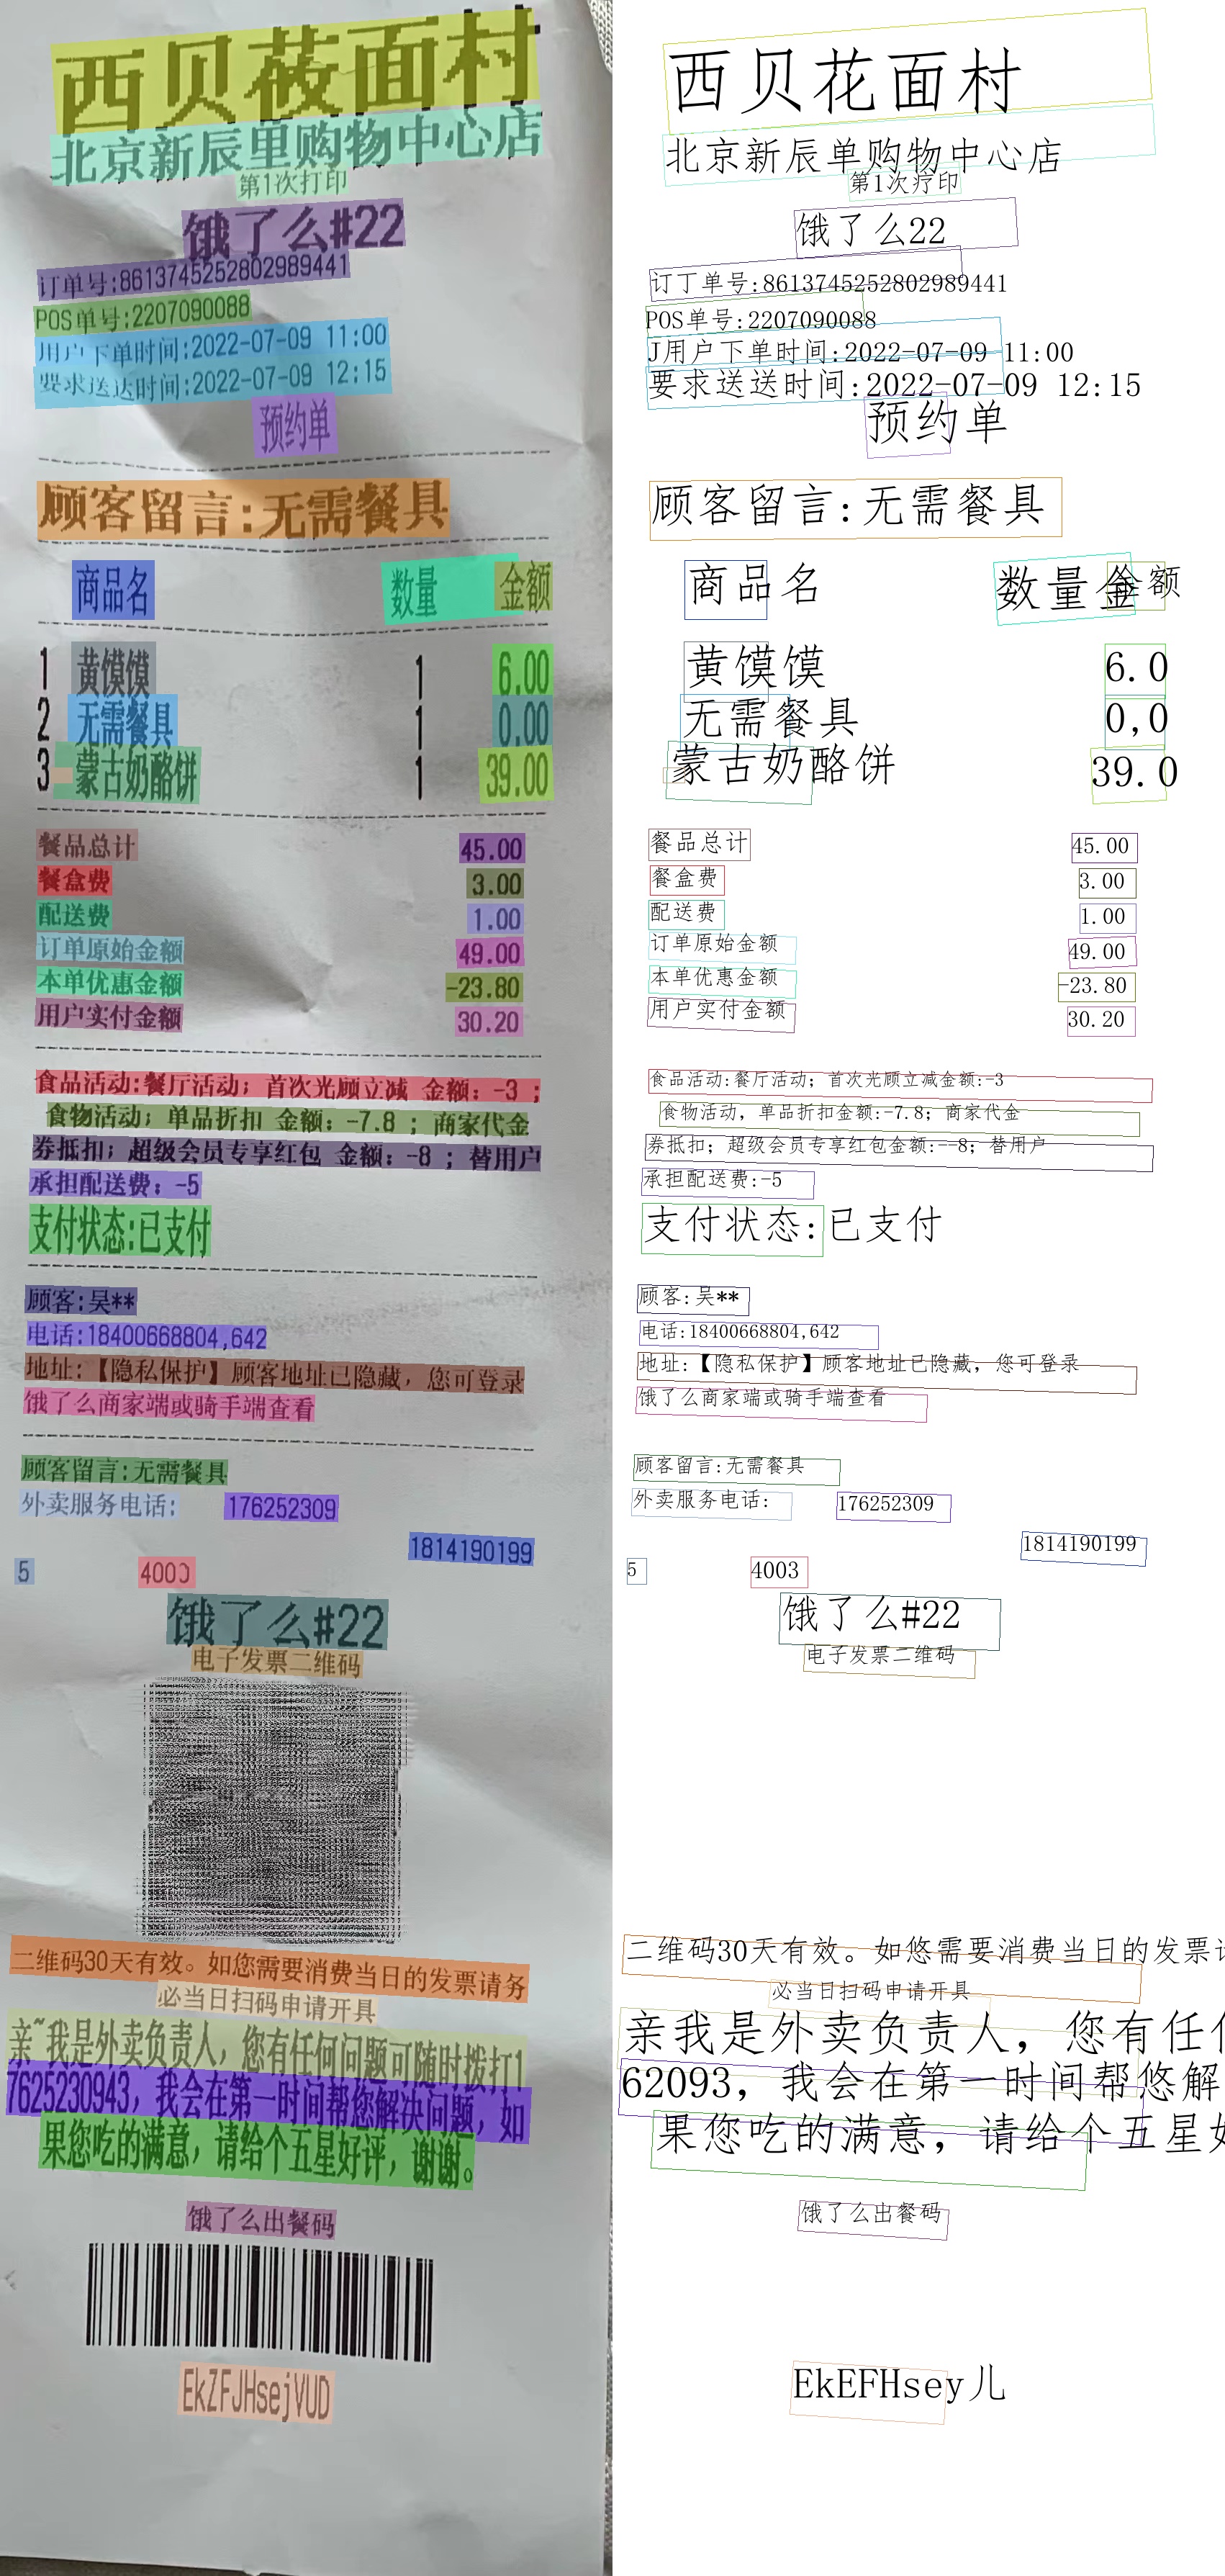 西贝莜面村
北京新辰里购物中心店
第1次打印
饿了么#22
订单号:8613745252802989441
POS单号:2207090088
用户下单时间:2022-07-09 11:00
要求送达时间:2022-07-09 12:15
预约单
顾客留言:无需餐具
商品名 数量 金额
1 黄馍馍 1 6.00
2 无需餐具 1 0.00
3 蒙古奶酪饼 1 39.00
餐品总计 45.00
餐盒费 3.00
配送费 1.00
订单原始金额 49.00
本单优惠金额 -23.80
用户实付金额 30.20
食品活动:餐厅活动；首次光顾立减 金额：-3；
食物活动；单品折扣 金额：-7.8；商家代金
券抵扣；超级会员专享红包 金额：-8；替用户
承担配送费：-5
支付状态:已支付
顾客:吴**
电话:18400668804,642
地址:【隐私保护】顾客地址已隐藏，您可登录
饿了么商家端或骑手端查看
顾客留言:无需餐具
外卖服务电话: 176252309
1814190199
5 4003
饿了么#22
电子发票二维码
二维码30天有效。如您需要消费当日的发票请务
必当日扫码申请开具
亲~我是外卖负责人，您有任何问题可随时拨打1
7625230943，我会在第一时间帮您解决问题，如
果您吃的满意，请给个五星好评，谢谢。
饿了么出餐码
EkZFJHsejVUD
西贝花面村
北京新辰单购物中心店
第1次疗印
饿了么22
订丁单号:8613745252802989441
POS单号:2207090088
J用户下单时间:2022-07-09 11:00
要求送送时间:2022-07-09 12:15
预约单
顾客留言:无需餐具
商品名 数量金 金额
黄馍馍 6.0
无需餐具 0,0
蒙古奶酪饼 39.0
餐品总计 45.00
餐盒费 3.00
配送费 1.00
订单原始金额 49.00
本单优惠金额 -23.80
用户实付金额 30.20
食品活动:餐厅活动；首次光顾立减金额:-3
食物活动，单品折扣金额:-7.8；商家代金
券抵扣；超级会员专享红包金额:--8；替用户
承担配送费:-5
支付状态:已支付
顾客:吴**
电话:18400668804,642
地址:【隐私保护】顾客地址已隐藏，您可登录
饿了么商家端或骑手端查看
顾客留言:无需餐具
外卖服务电话: 176252309
1814190199
5 4003
饿了么#22
电子发票二维码
二维码30天有效。如您需要消费当日的发票
必当日扫码申请开具
亲我是外卖负责人，您有任
62093，我会在第一时间帮您解
果您吃的满意，请给个五星
饿了么出餐码
EkEFHsey儿